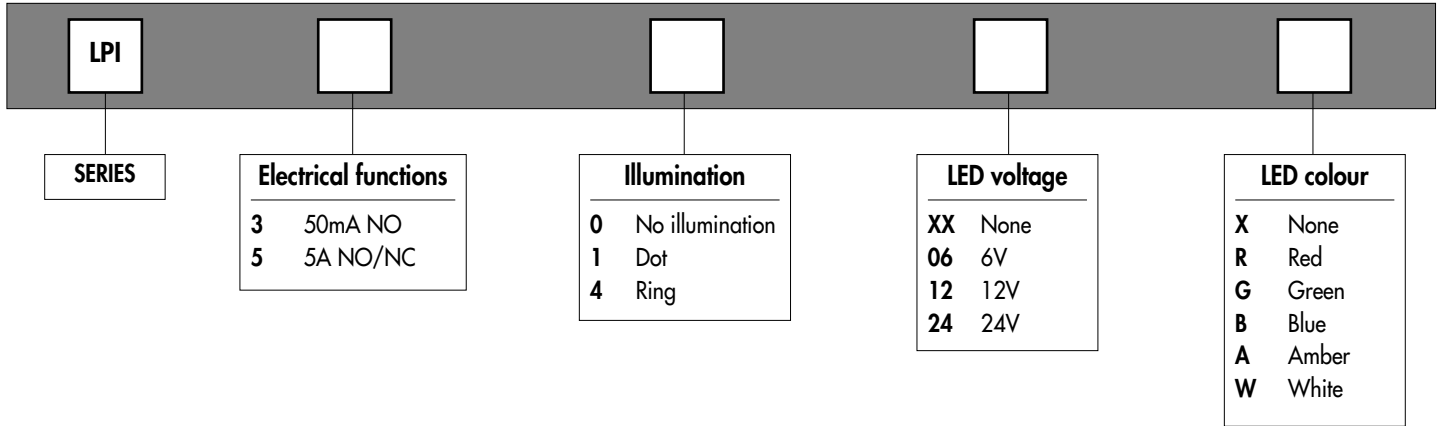 LPI
SERIES
Electrical functions
3 50mA NO
5 5A NO/NC
Illumination
0 No illumination
1 Dot
4 Ring
LED voltage
XX None
06 6V
12 12V
24 24V
LED colour
X None
R Red
G Green
B Blue
A Amber
W White